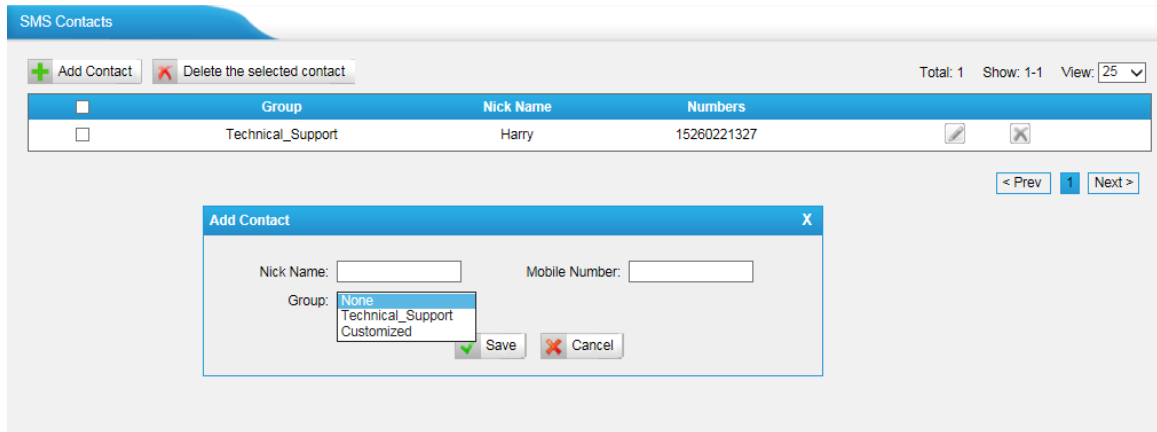 SMS Contacts
Add Contact Delete the selected contact Total: 1 Show: 1-1 View: 25
Group Nick Name Numbers
Technical_Support Harry 15260221327
< Prev 1 Next >
Add Contact X
Nick Name: Mobile Number:
Group: None
Technical_Support
Customized
Save Cancel